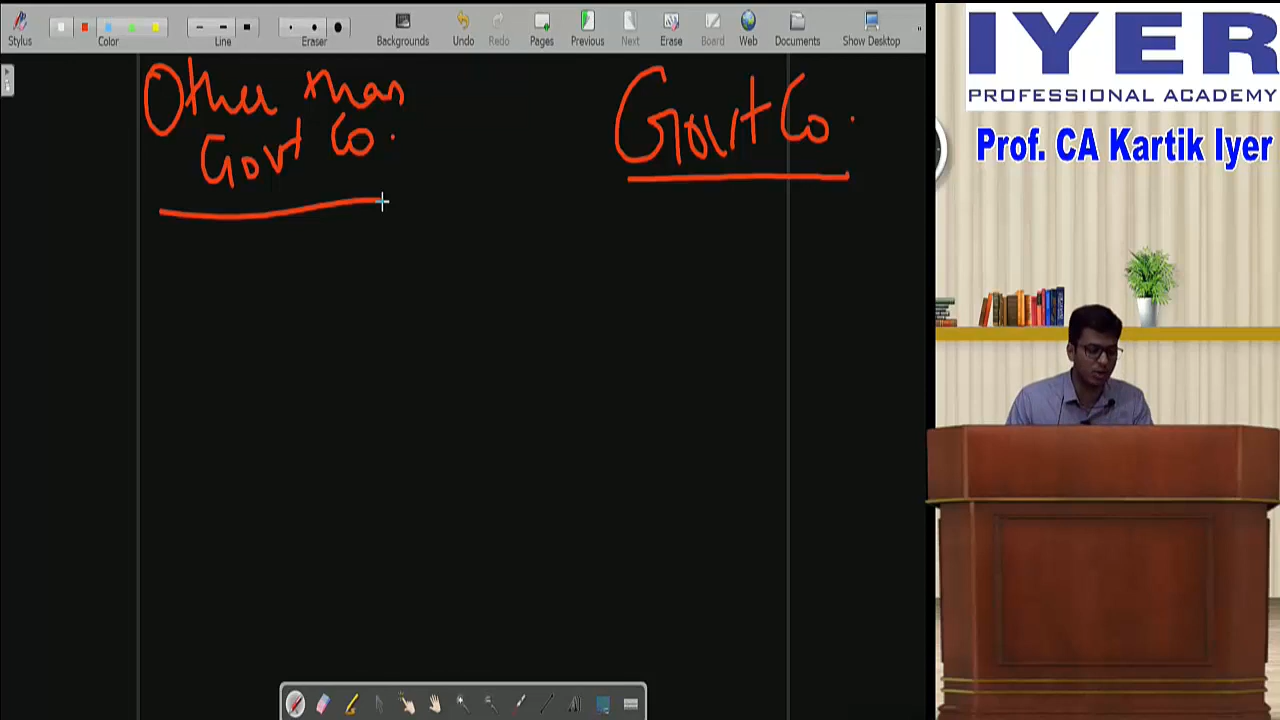 Stylus
Color
Line
Eraser
Backgrounds
Undo
Redo
Pages
Previous
Next
Erase
Board
Web
Documents
Show Desktop
Other than
Govt Co.
Govt Co.
IYER
PROFESSIONAL ACADEMY
Prof. CA Kartik Iyer